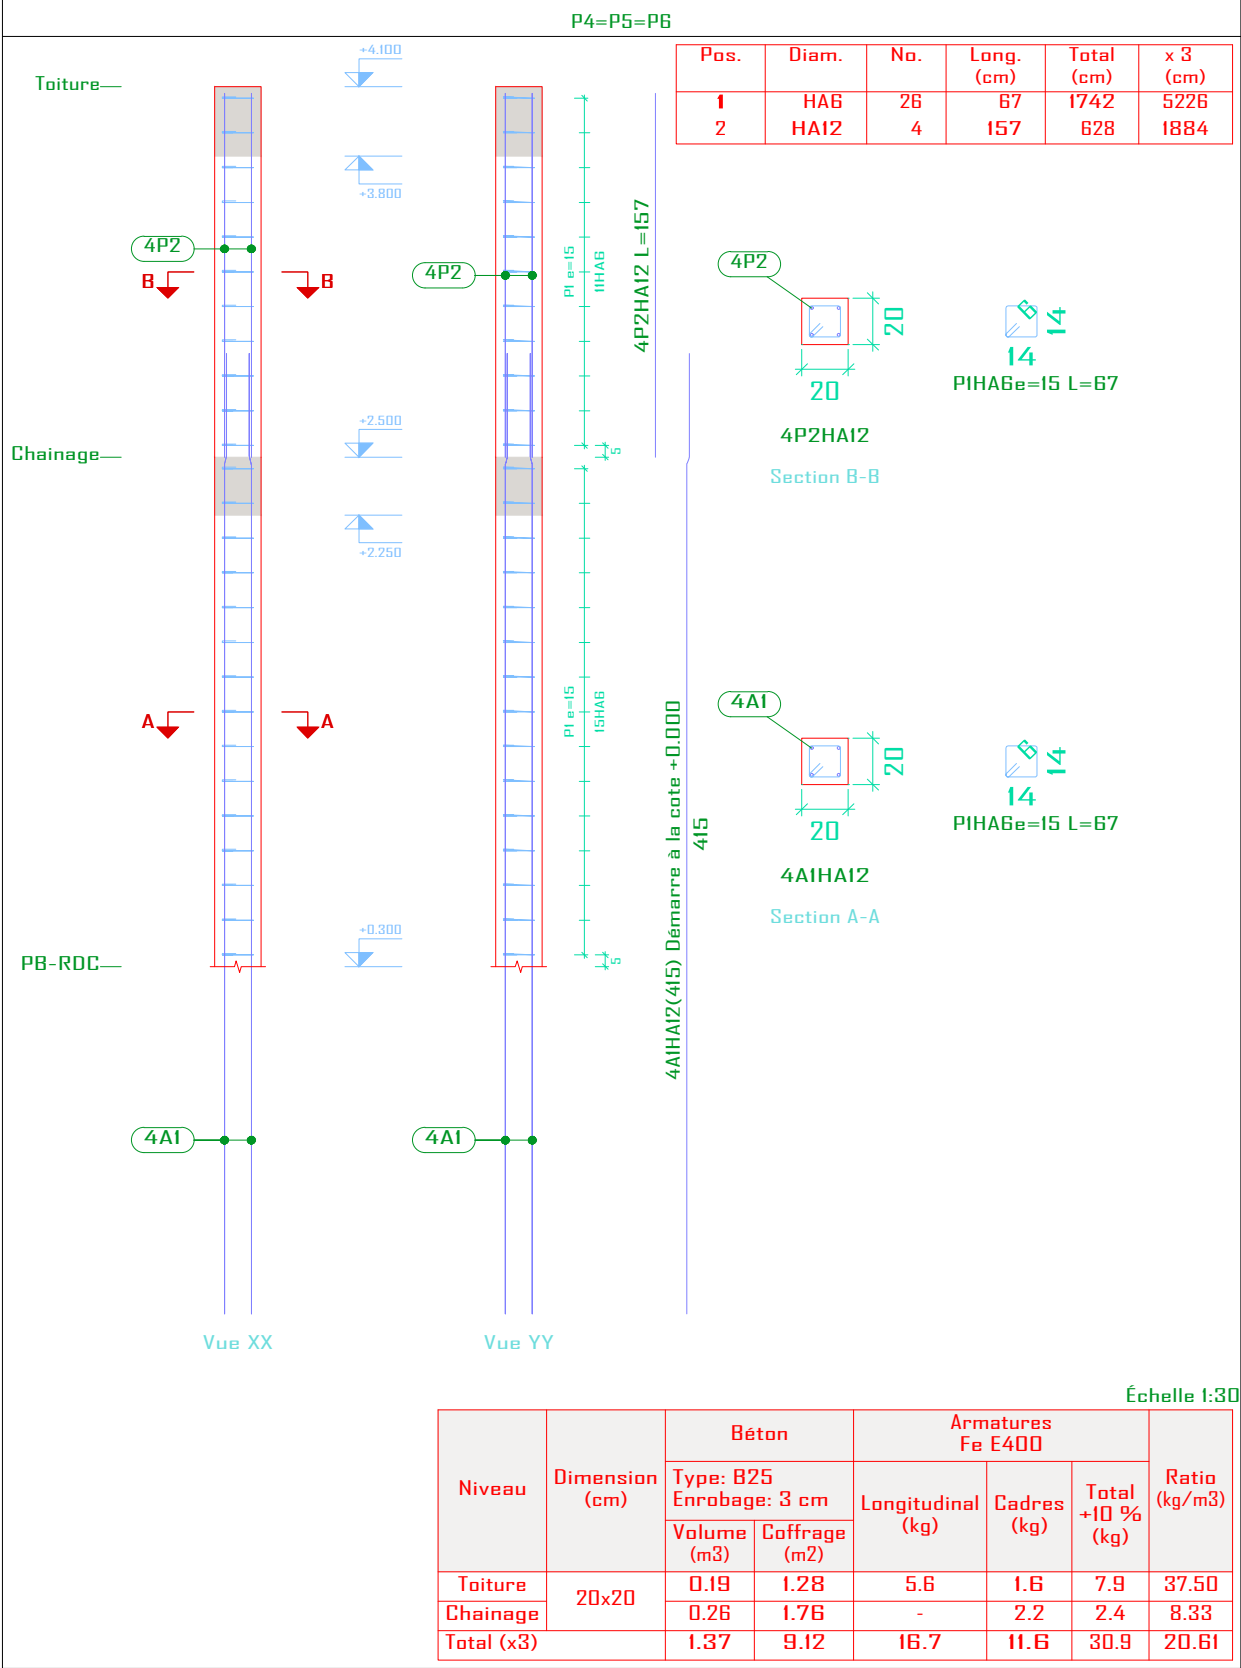 P4=P5=P6
Pos. Diam. No. Long. (cm) Total (cm) x 3 (cm)
1 HA6 26 67 1742 5226
2 HA12 4 157 628 1884
Toiture
+4.100
+3.800
4P2
B B
4P2
P1 e=15
11HA6
4P2HA12 L=157
4P2
20
20
4P2HA12
Section B-B
6
14
14
P1HA6e=15 L=67
Chainage
+2.500
5
+2.250
A A
P1 e=15
15HA6
4A1HA12(415) Démarre à la cote +0.000
415
4A1
20
20
4A1HA12
Section A-A
6
14
14
P1HA6e=15 L=67
PB-RDC
+0.300
5
4A1
4A1
Vue XX
Vue YY
Échelle 1:30
Niveau
Dimension
(cm)
Béton
Type: B25
Enrobage: 3 cm
Volume
(m3)
Coffrage
(m2)
Armatures
Fe E400
Longitudinal
(kg)
Cadres
(kg)
Total
+10 %
(kg)
Ratio
(kg/m3)
Toiture 20x20 0.19 1.28 5.6 1.6 7.9 37.50
Chainage 0.26 1.76 - 2.2 2.4 8.33
Total (x3) 1.37 9.12 16.7 11.6 30.9 20.61